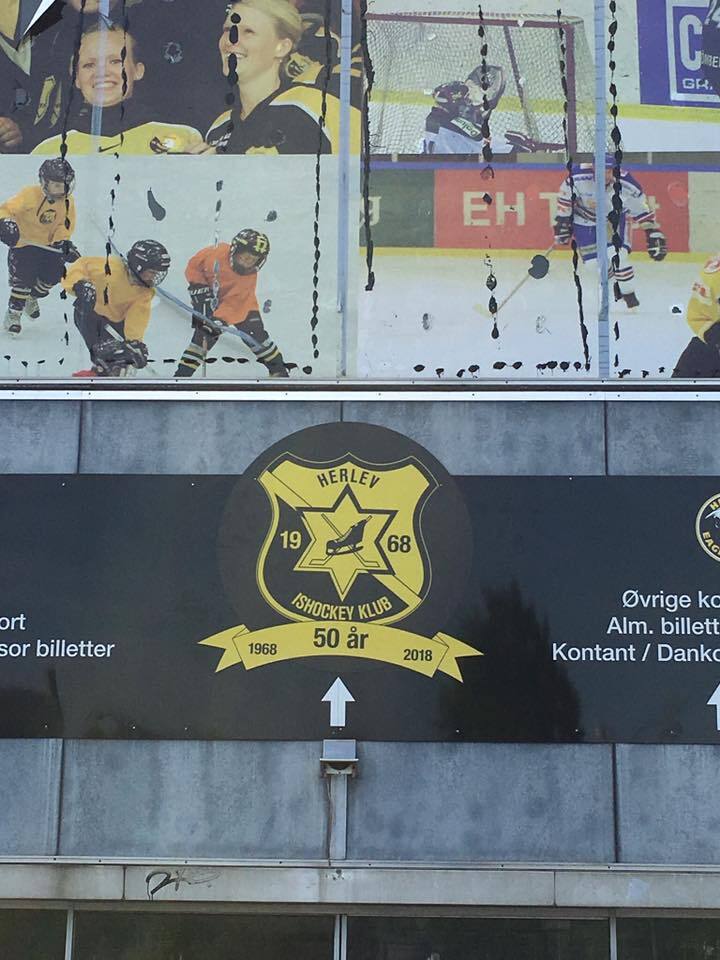 EH
HERLEV
19 68
ISHOCKEY KLUB
50 år
1968 2018
ort
sor billetter
Øvrige ko
Alm. billett
Kontant / Danko